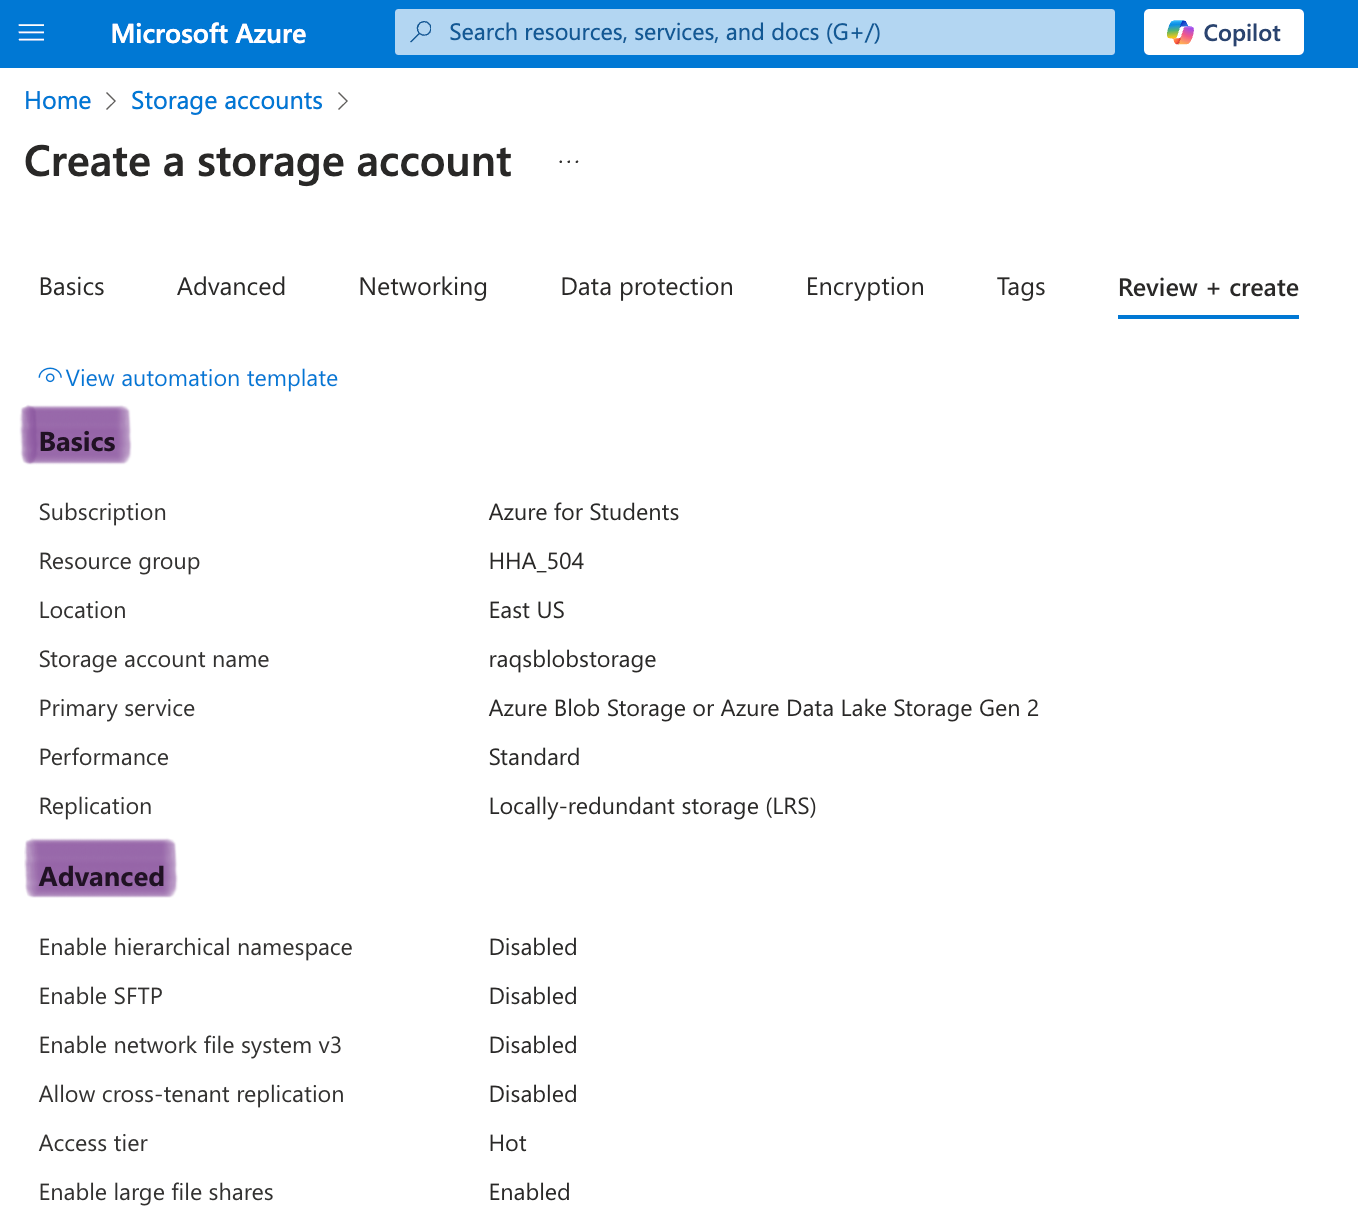 Microsoft Azure
Search resources, services, and docs (G+/)
Copilot
Home > Storage accounts >
Create a storage account ...
Basics Advanced Networking Data protection Encryption Tags Review + create
View automation template
Basics
Subscription Azure for Students
Resource group HHA_504
Location East US
Storage account name raqsblobstorage
Primary service Azure Blob Storage or Azure Data Lake Storage Gen 2
Performance Standard
Replication Locally-redundant storage (LRS)
Advanced
Enable hierarchical namespace Disabled
Enable SFTP Disabled
Enable network file system v3 Disabled
Allow cross-tenant replication Disabled
Access tier Hot
Enable large file shares Enabled